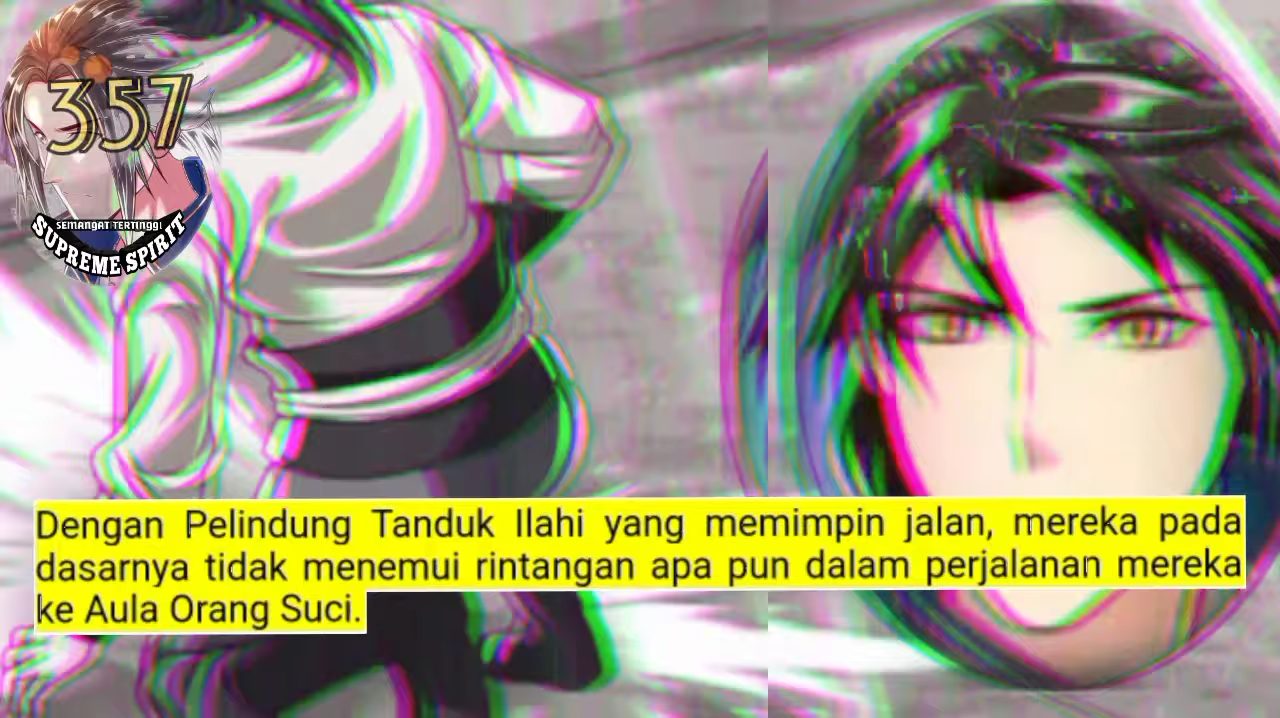 357
SEMANGAT TERTINGGI
SUPREME SPIRIT
Dengan Pelindung Tanduk Ilahi yang memimpin jalan, mereka pada
dasarnya tidak menemui rintangan apa pun dalam perjalanan mereka
ke Aula Orang Suci.